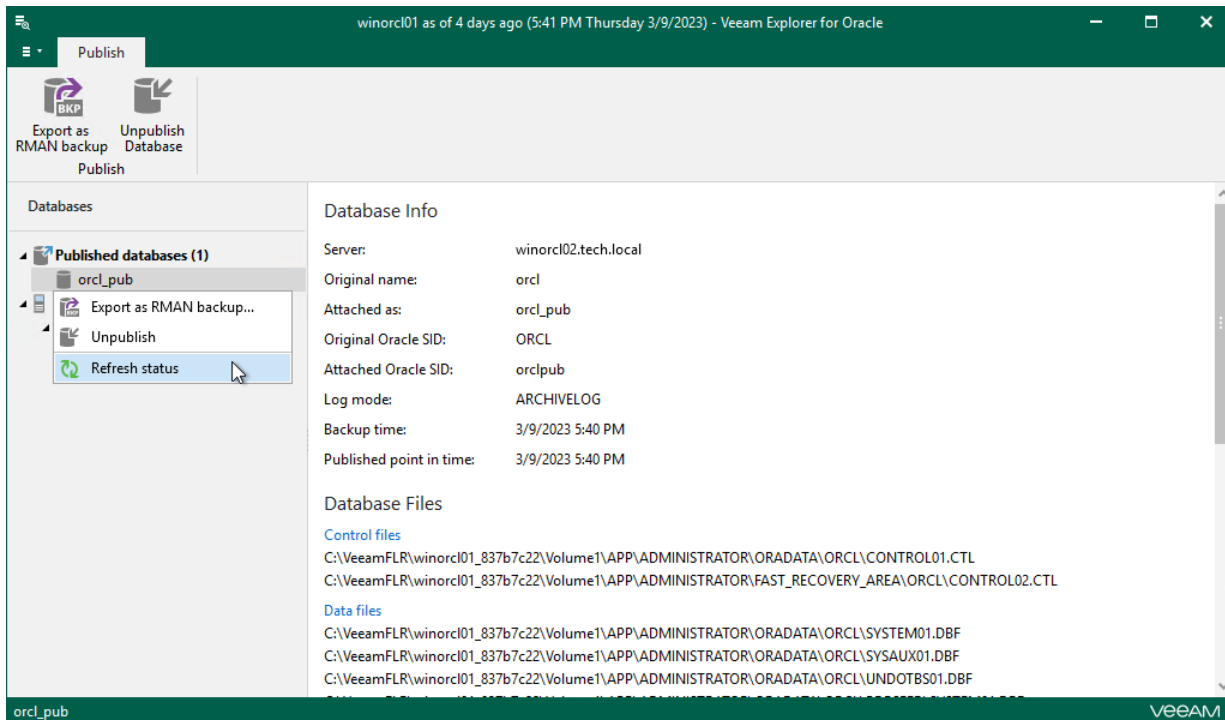 winorcl01 as of 4 days ago (5:41 PM Thursday 3/9/2023) - Veeam Explorer for Oracle
Publish
BKP
Export as RMAN backup
Unpublish Database
Publish
Databases
Published databases (1)
orcl_pub
Export as RMAN backup...
Unpublish
Refresh status
Database Info
Server: winorcl02.tech.local
Original name: orcl
Attached as: orcl_pub
Original Oracle SID: ORCL
Attached Oracle SID: orclpub
Log mode: ARCHIVELOG
Backup time: 3/9/2023 5:40 PM
Published point in time: 3/9/2023 5:40 PM
Database Files
Control files
C:\VeeamFLR\winorcl01_837b7c22\Volume1\APP\ADMINISTRATOR\ORADATA\ORCL\CONTROL01.CTL
C:\VeeamFLR\winorcl01_837b7c22\Volume1\APP\ADMINISTRATOR\FAST_RECOVERY_AREA\ORCL\CONTROL02.CTL
Data files
C:\VeeamFLR\winorcl01_837b7c22\Volume1\APP\ADMINISTRATOR\ORADATA\ORCL\SYSTEM01.DBF
C:\VeeamFLR\winorcl01_837b7c22\Volume1\APP\ADMINISTRATOR\ORADATA\ORCL\SYSAUX01.DBF
C:\VeeamFLR\winorcl01_837b7c22\Volume1\APP\ADMINISTRATOR\ORADATA\ORCL\UNDOTBS01.DBF
orcl_pub
VEEAM